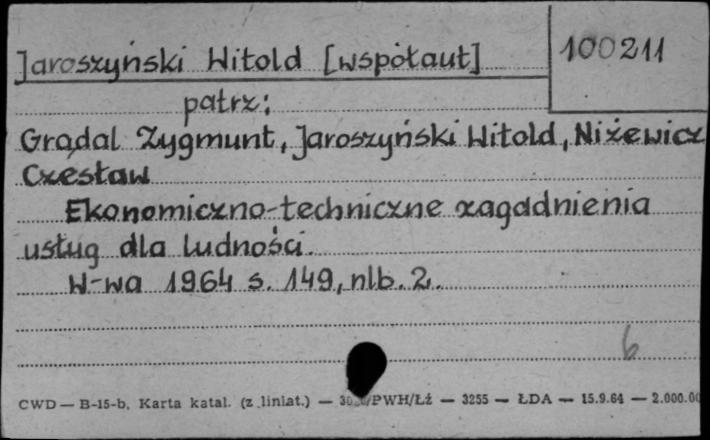 Jaroszyński Witold [współaut]
100211
patrz:
Grądal Zygmunt, Jaroszyński Witold, Niżewicz
Czesław
Ekonomiczno-techniczne zagadnienia
usług dla ludności.
W-wa 1964 s. 149, nlb. 2.
6
CWD — B-15-b, Karta katal. (z liniat.) — /PWH/Łź — 3255 — ŁDA — 15.9.64 — 2.000.00